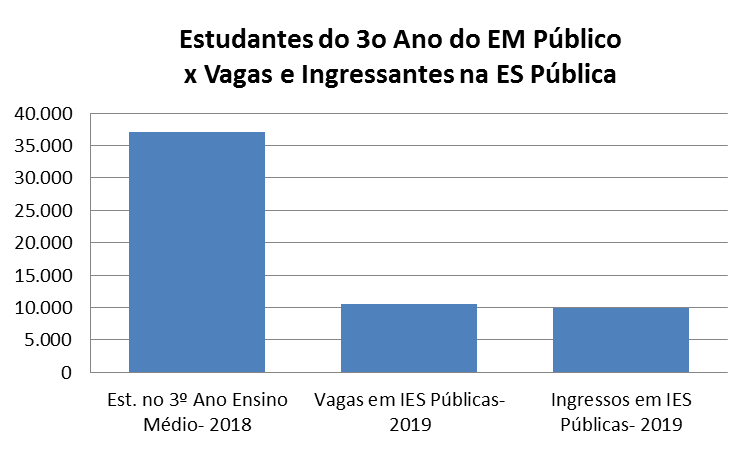 Estudantes do 3o Ano do EM Público
x Vagas e Ingressantes na ES Pública
40.000
35.000
30.000
25.000
20.000
15.000
10.000
5.000
0
Est. no 3º Ano Ensino
Médio- 2018
Vagas em IES Públicas-
2019
Ingressos em IES
Públicas- 2019